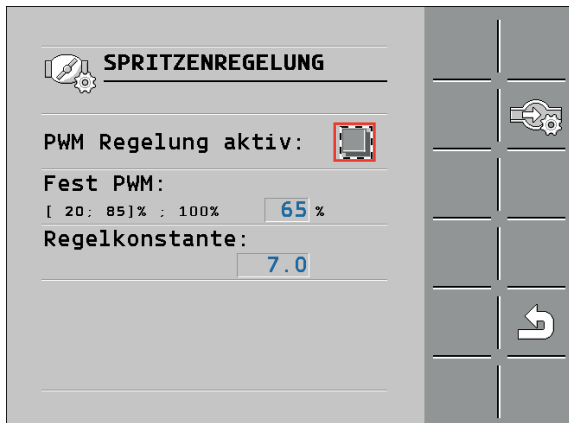 SPRITZENREGELUNG
PWM Regelung aktiv:
Fest PWM:
[ 20; 85]% ; 100% 65 %
Regelkonstante:
7.0